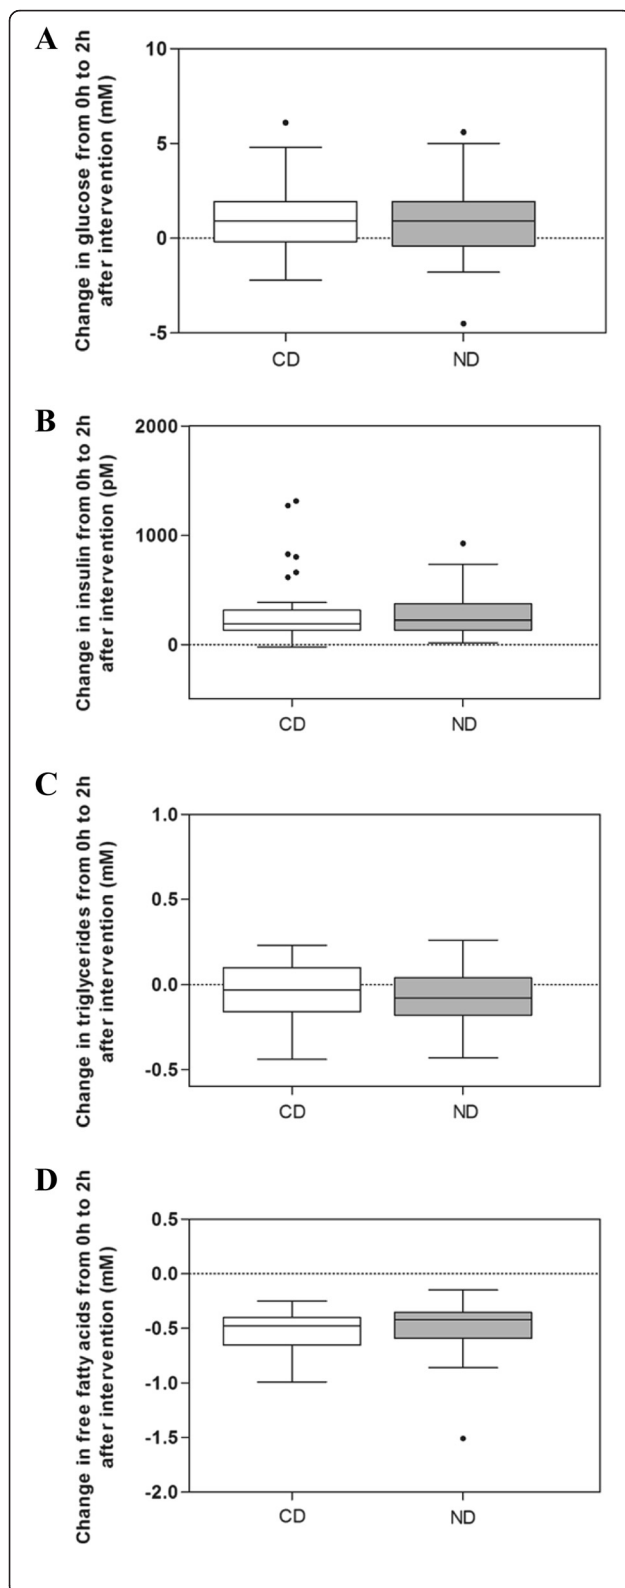 A
Change in glucose from 0h to 2h
after intervention (mM)
10
5
0
-5
CD
ND
B
Change in insulin from 0h to 2h
after intervention (pM)
2000
1000
0
CD
ND
C
Change in triglycerides from 0h to 2h
after intervention (mM)
1.0
0.5
0.0
-0.5
CD
ND
D
Change in free fatty acids from 0h to 2h
after intervention (mM)
0.5
0.0
-0.5
-1.0
-1.5
-2.0
CD
ND